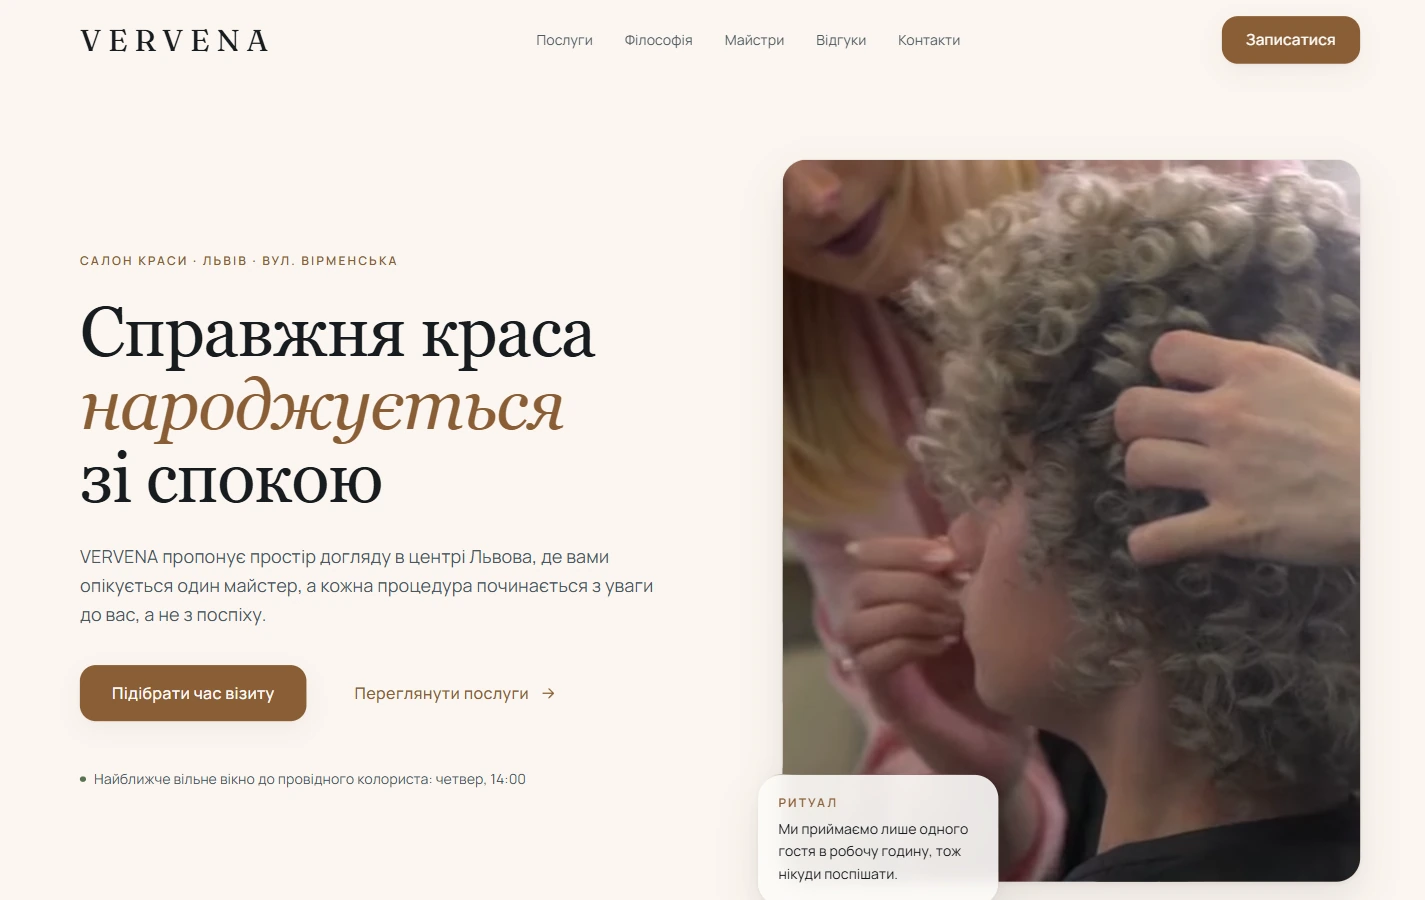 VERVENA
Послуги
Філософія
Майстри
Відгуки
Контакти
Записатися
САЛОН КРАСИ · ЛЬВІВ · ВУЛ. ВІРМЕНСЬКА
Справжня краса
народжується
зі спокою
VERVENA пропонує простір догляду в центрі Львова, де вами
опікується один майстер, а кожна процедура починається з уваги
до вас, а не з поспіху.
Підібрати час візиту
Переглянути послуги →
Найближче вільне вікно до провідного колориста: четвер, 14:00
РИТУАЛ
Ми приймаємо лише одного
гостя в робочу годину, тож
нікуди поспішати.